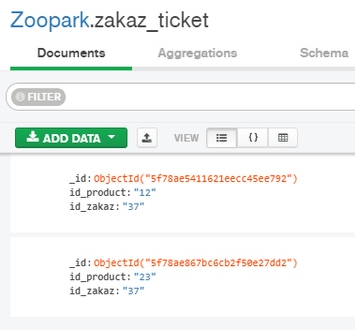 Zoopark.zakaz_ticket
Documents Aggregations Schema
FILTER
ADD DATA VIEW {}
_id: ObjectId("5f78ae5411621eecc45ee792")
id_product: "12"
id_zakaz: "37"
_id: ObjectId("5f78ae867bc6cb2f50e27dd2")
id_product: "23"
id_zakaz: "37"